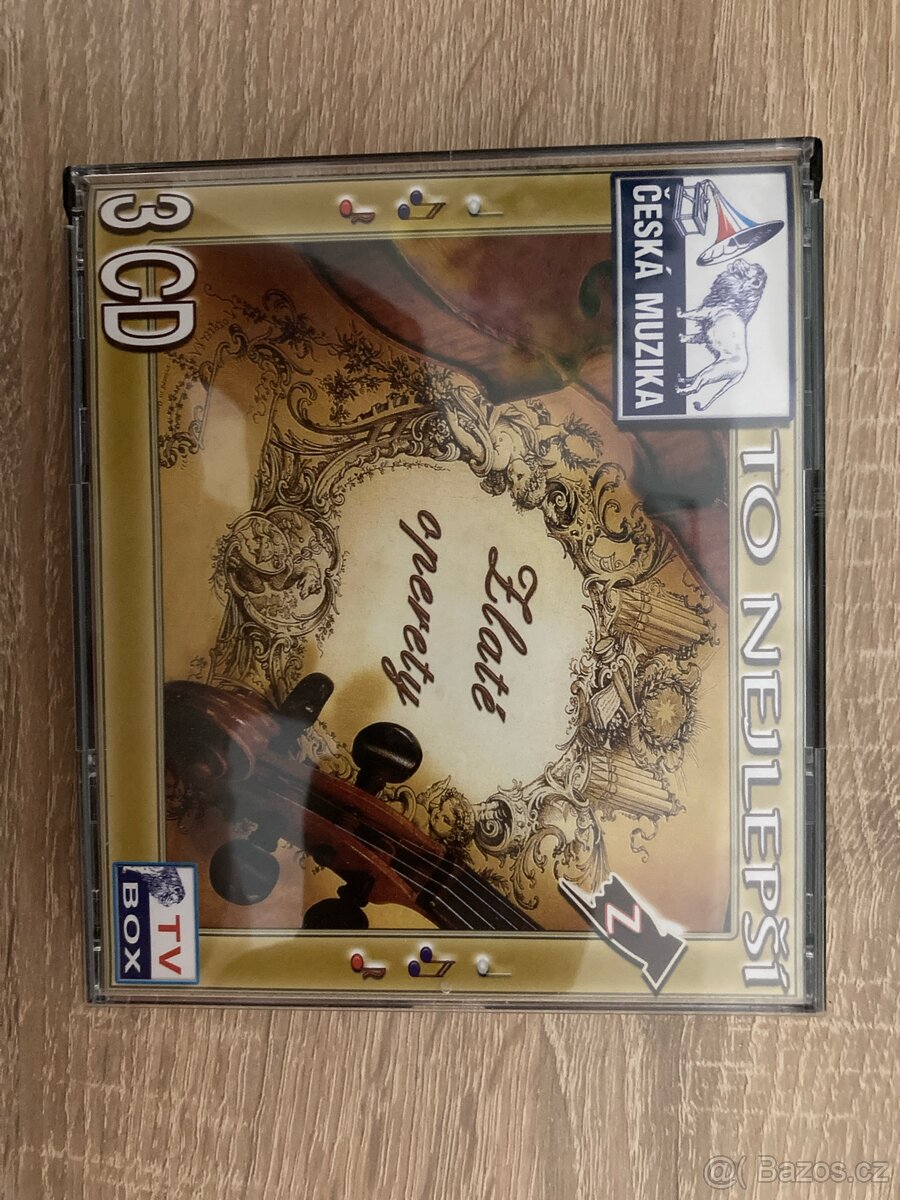 ČESKÁ MUZIKA
TO NEJLEPŠÍ
Z
Zlaté
operety
3 CD
TV
BOX
@( Bazos.cz